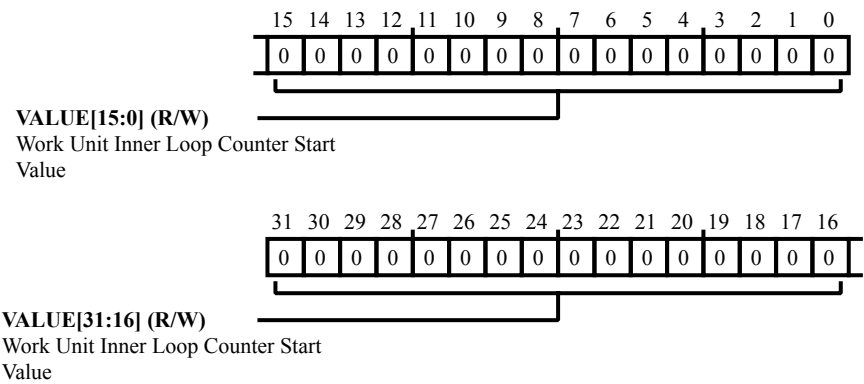 15 14 13 12 11 10 9 8 7 6 5 4 3 2 1 0
0 0 0 0 0 0 0 0 0 0 0 0 0 0 0 0
VALUE[15:0] (R/W)
Work Unit Inner Loop Counter Start
Value
31 30 29 28 27 26 25 24 23 22 21 20 19 18 17 16
0 0 0 0 0 0 0 0 0 0 0 0 0 0 0 0
VALUE[31:16] (R/W)
Work Unit Inner Loop Counter Start
Value